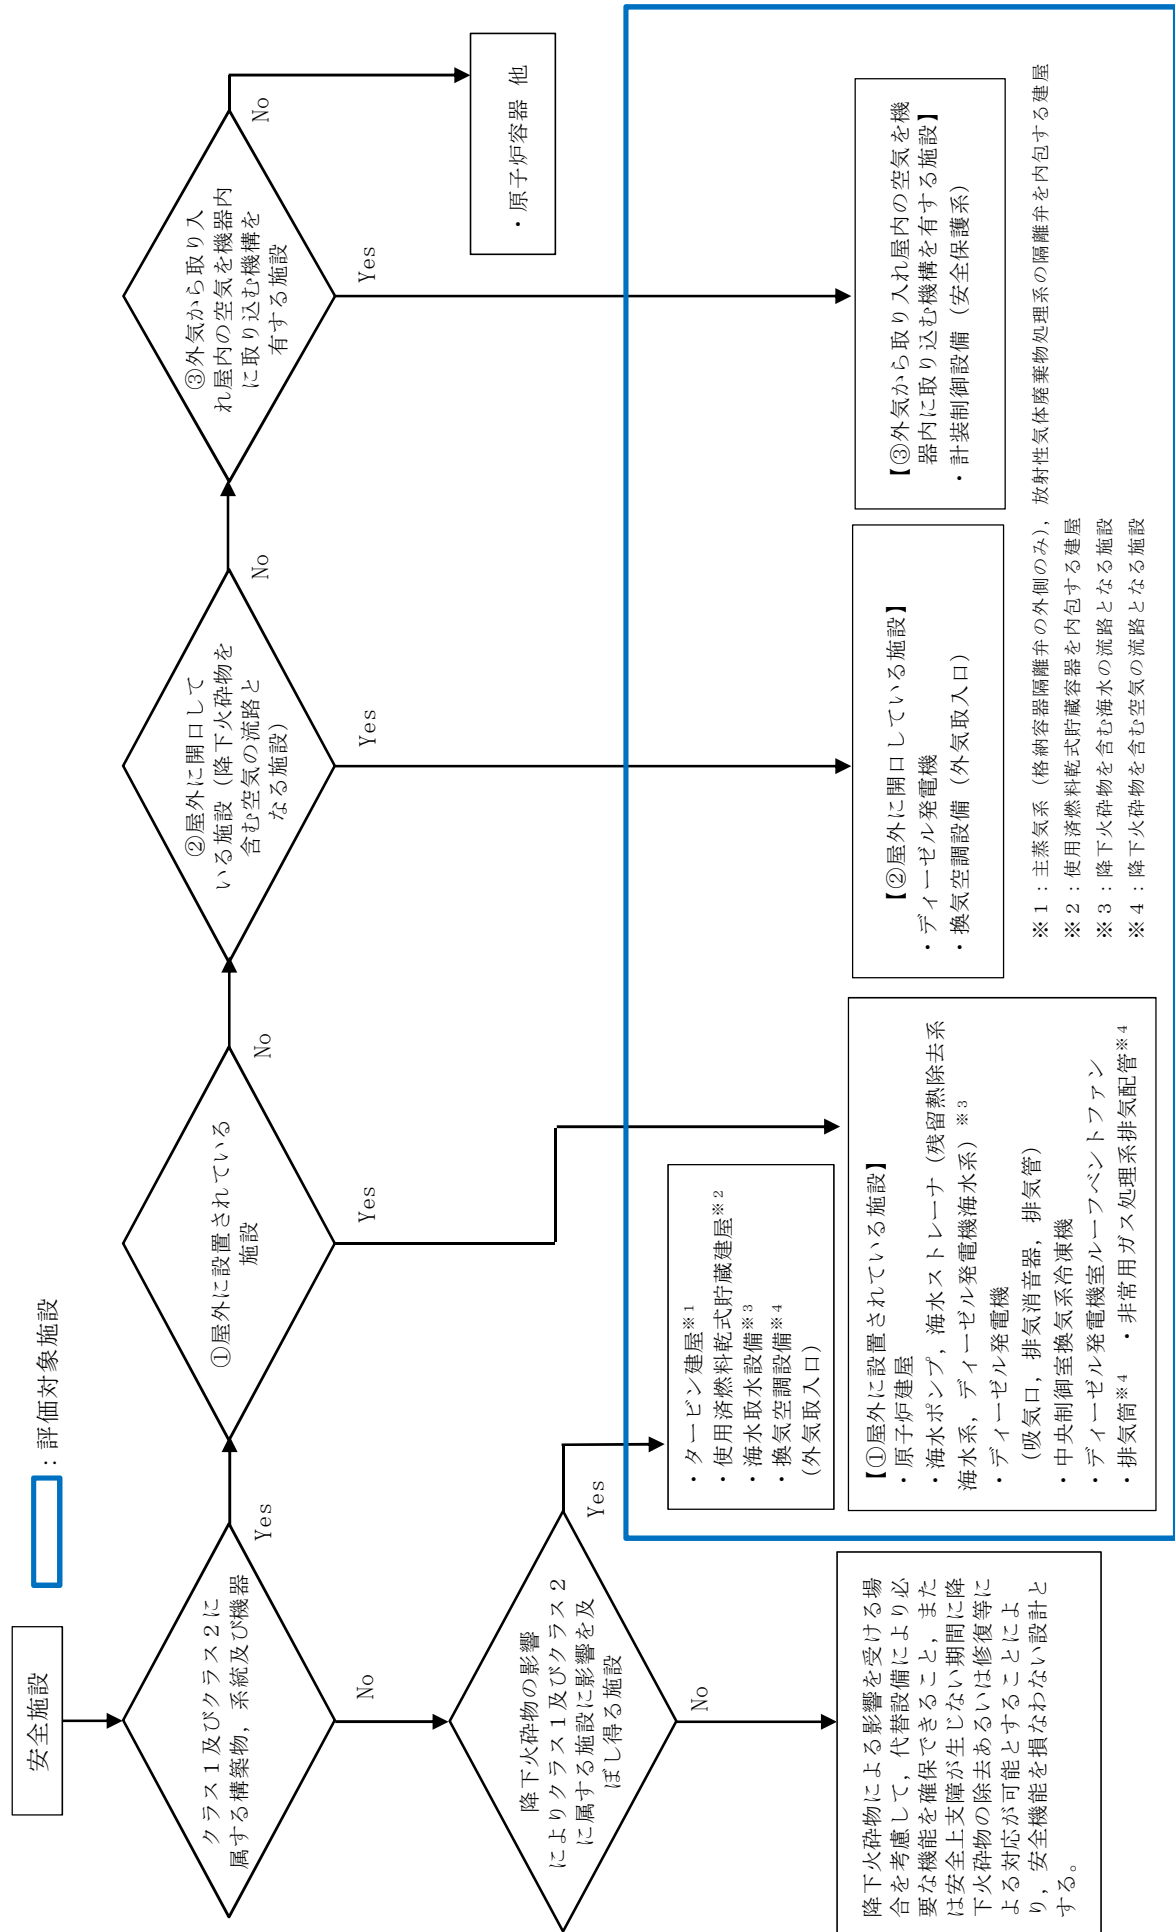 安全施設
：評価対象施設
クラス１及びクラス２に
属する構築物，系統及び機器
Yes
No
①屋外に設置されている
施設
Yes
No
②屋外に開口して
いる施設（降下火砕物を
含む空気の流路と
なる施設）
Yes
No
③外気から取り入
れ屋内の空気を機器内
に取り込む機構を
有する施設
Yes
No
・原子炉容器 他
降下火砕物の影響
によりクラス１及びクラス２
に属する施設に影響を及
ぼし得る施設
Yes
No
・タービン建屋※１
・使用済燃料乾式貯蔵建屋※２
・海水取水設備※３
・換気空調設備※４
（外気取入口）
降下火砕物による影響を受ける場
合を考慮して，代替設備により必
要な機能を確保できること，また
は安全上支障が生じない期間に降
下火砕物の除去あるいは修復等に
よる対応が可能とすることによ
り，安全機能を損なわない設計と
する。
【①屋外に設置されている施設】
・原子炉建屋
・海水ポンプ，海水ストレーナ（残留熱除去系
海水系，ディーゼル発電機海水系）※３
・ディーゼル発電機
（吸気口，排気消音器，排気管）
・中央制御室換気系冷凍機
・ディーゼル発電機室ルーフベントファン
・排気筒※４ ・非常用ガス処理系排気配管※４
【②屋外に開口している施設】
・ディーゼル発電機
・換気空調設備（外気取入口）
【③外気から取り入れ屋内の空気を機
器内に取り込む機構を有する施設】
・計装制御設備（安全保護系）
※１：主蒸気系（格納容器隔離弁の外側のみ），放射性気体廃棄物処理系の隔離弁を内包する建屋
※２：使用済燃料乾式貯蔵容器を内包する建屋
※３：降下火砕物を含む海水の流路となる施設
※４：降下火砕物を含む空気の流路となる施設